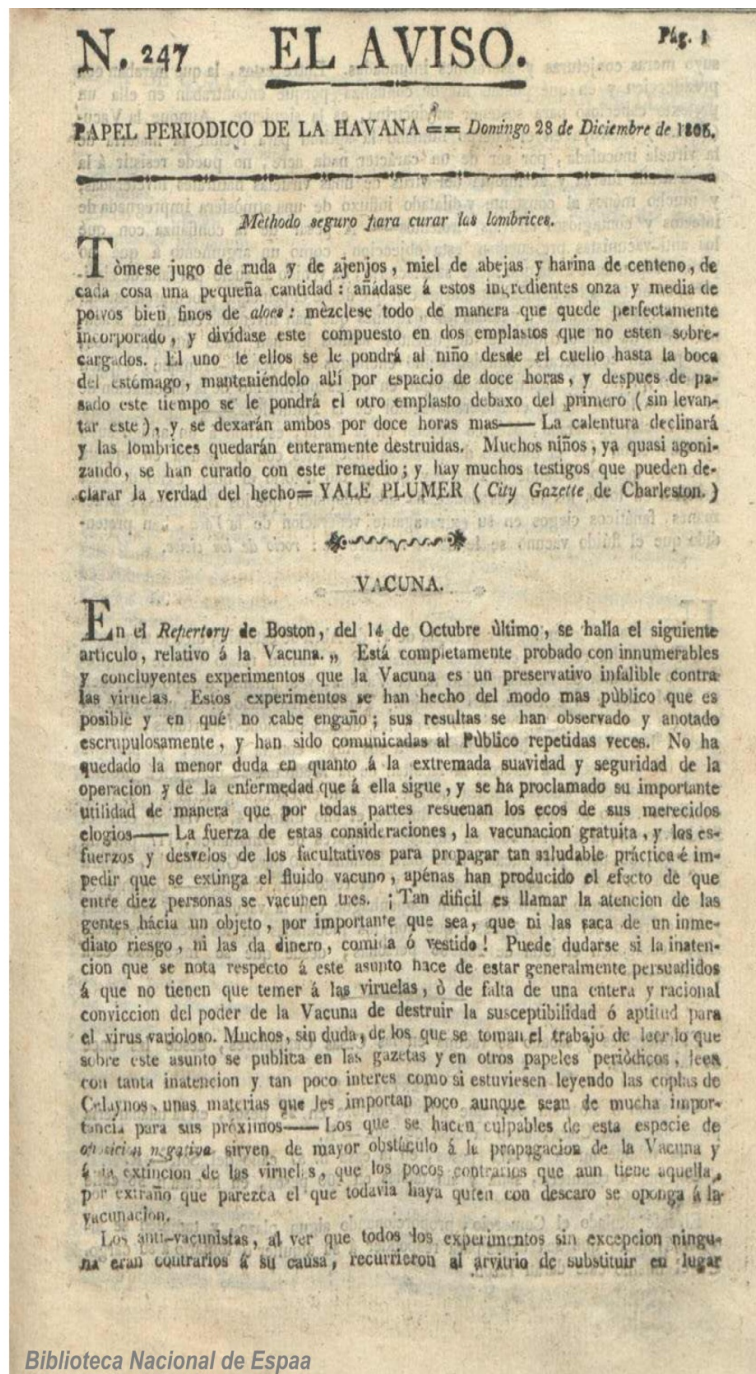 N. 247 EL AVISO. Pág. 1
PAPEL PERIODICO DE LA HAVANA == Domingo 28 de Diciembre de 1806.
Methodo seguro para curar las lombrices.
Tòmese jugo de ruda y de ajenjos, miel de abejas y harina de centeno, de
cada cosa una pequeña cantidad: añádase á estos ingredientes onza y media de
polvos bien finos de aloes: mèzclese todo de manera que quede perfectamente
incorporado, y divídase este compuesto en dos emplastos que no esten sobre-
cargados. El uno de ellos se le pondrá al niño desde el cuello hasta la boca
del estómago, manteniéndolo allí por espacio de doce horas, y despues de pa-
sado este tiempo se le pondrá el otro emplasto debaxo del primero (sin levan-
tar este), y se dexarán ambos por doce horas mas— La calentura declinará
y las lombrices quedarán enteramente destruidas. Muchos niños, ya quasi agoni-
zando, se han curado con este remedio; y hay muchos testigos que pueden de-
clarar la verdad del hecho= YALE PLUMER (City Gazette de Charleston.)
VACUNA.
En el Repertory de Boston, del 14 de Octubre ùltimo, se halla el siguiente
articulo, relativo á la Vacuna. „ Está completamente probado con innumerables
y concluyentes experimentos que la Vacuna es un preservativo infalible contra
las viruelas. Estos experimentos se han hecho del modo mas público que es
posible y en qué no cabe engaño; sus resultas se han observado y anotado
escrupulosamente, y han sido comunicadas al Público repetidas veces. No ha
quedado la menor duda en quanto á la extremada suavidad y seguridad de la
operacion y de la enfermedad que á ella sigue, y se ha proclamado su importante
utilidad de manera que por todas partes resuenan los ecos de sus merecidos
elogios— La fuerza de estas consideraciones, la vacunacion gratuita, y los es-
fuerzos y desvelos de los facultativos para propagar tan saludable práctica é im-
pedir que se extinga el fluido vacuno, apénas han producido el efecto de que
entre diez personas se vacunen tres. ¡Tan dificil es llamar la atencion de las
gentes hácia un objeto, por importante que sea, que ni las saca de un inme-
diato riesgo, ni las da dinero, comida ó vestido! Puede dudarse si la inaten-
cion que se nota respecto á este asunto nace de estar generalmente persuadidos
á que no tienen que temer á las viruelas, ò de falta de una entera y racional
conviccion del poder de la Vacuna de destruir la susceptibilidad ó aptitud para
el virus varioloso. Muchos, sin duda, de los que se toman el trabajo de leer lo que
sobre este asunto se publica en las gazetas y en otros papeles periòdicos, leen
con tanta inatencion y tan poco interes como si estuviesen leyendo las coplas de
Celaynos, unas materias que les importan poco aunque sean de mucha impor-
tancia para sus próximos— Los que se hacen culpables de esta especie de
oposicion negativa sirven de mayor obstáculo á la propagacion de la Vacuna y
á la extincion de las viruelas, que los pocos contrarios que aun tiene aquella,
por extraño que parezca el que todavia haya quien con descaro se oponga á la
vacunacion.
Los anti-vacunistas, al ver que todos los experimentos sin excepcion ningu-
na eran contrarios á su causa, recurrieron al arvitrio de substituir en lugar
Biblioteca Nacional de Espaa